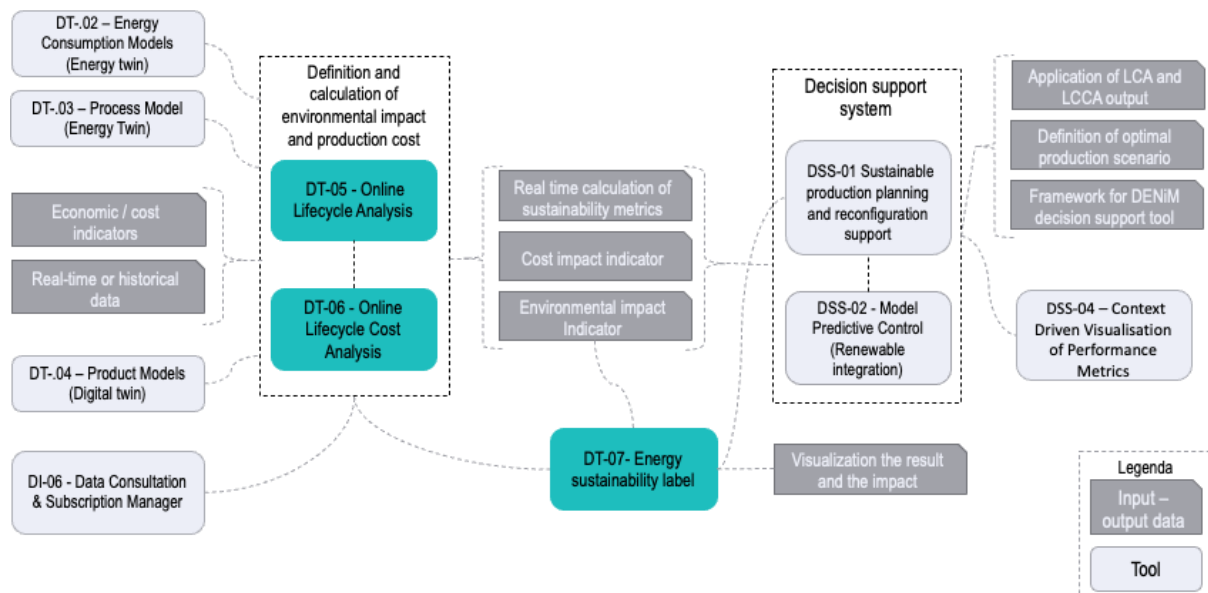 DT-.02 – Energy
Consumption Models
(Energy twin)
DT-.03 – Process Model
(Energy Twin)
Economic / cost
indicators
Real-time or historical
data
DT-.04 – Product Models
(Digital twin)
DI-06 - Data Consultation
& Subscription Manager
Definition and
calculation of
environmental impact
and production cost
DT-05 - Online
Lifecycle Analysis
DT-06 - Online
Lifecycle Cost
Analysis
Real time calculation of
sustainability metrics
Cost impact indicator
Environmental impact
Indicator
DT-07- Energy
sustainability label
Decision support
system
DSS-01 Sustainable
production planning
and reconfiguration
support
DSS-02 - Model
Predictive Control
(Renewable
integration)
Visualization the result
and the impact
Application of LCA and
LCCA output
Definition of optimal
production scenario
Framework for DENiM
decision support tool
DSS-04 – Context
Driven Visualisation
of Performance
Metrics
Legenda
Input –
output data
Tool